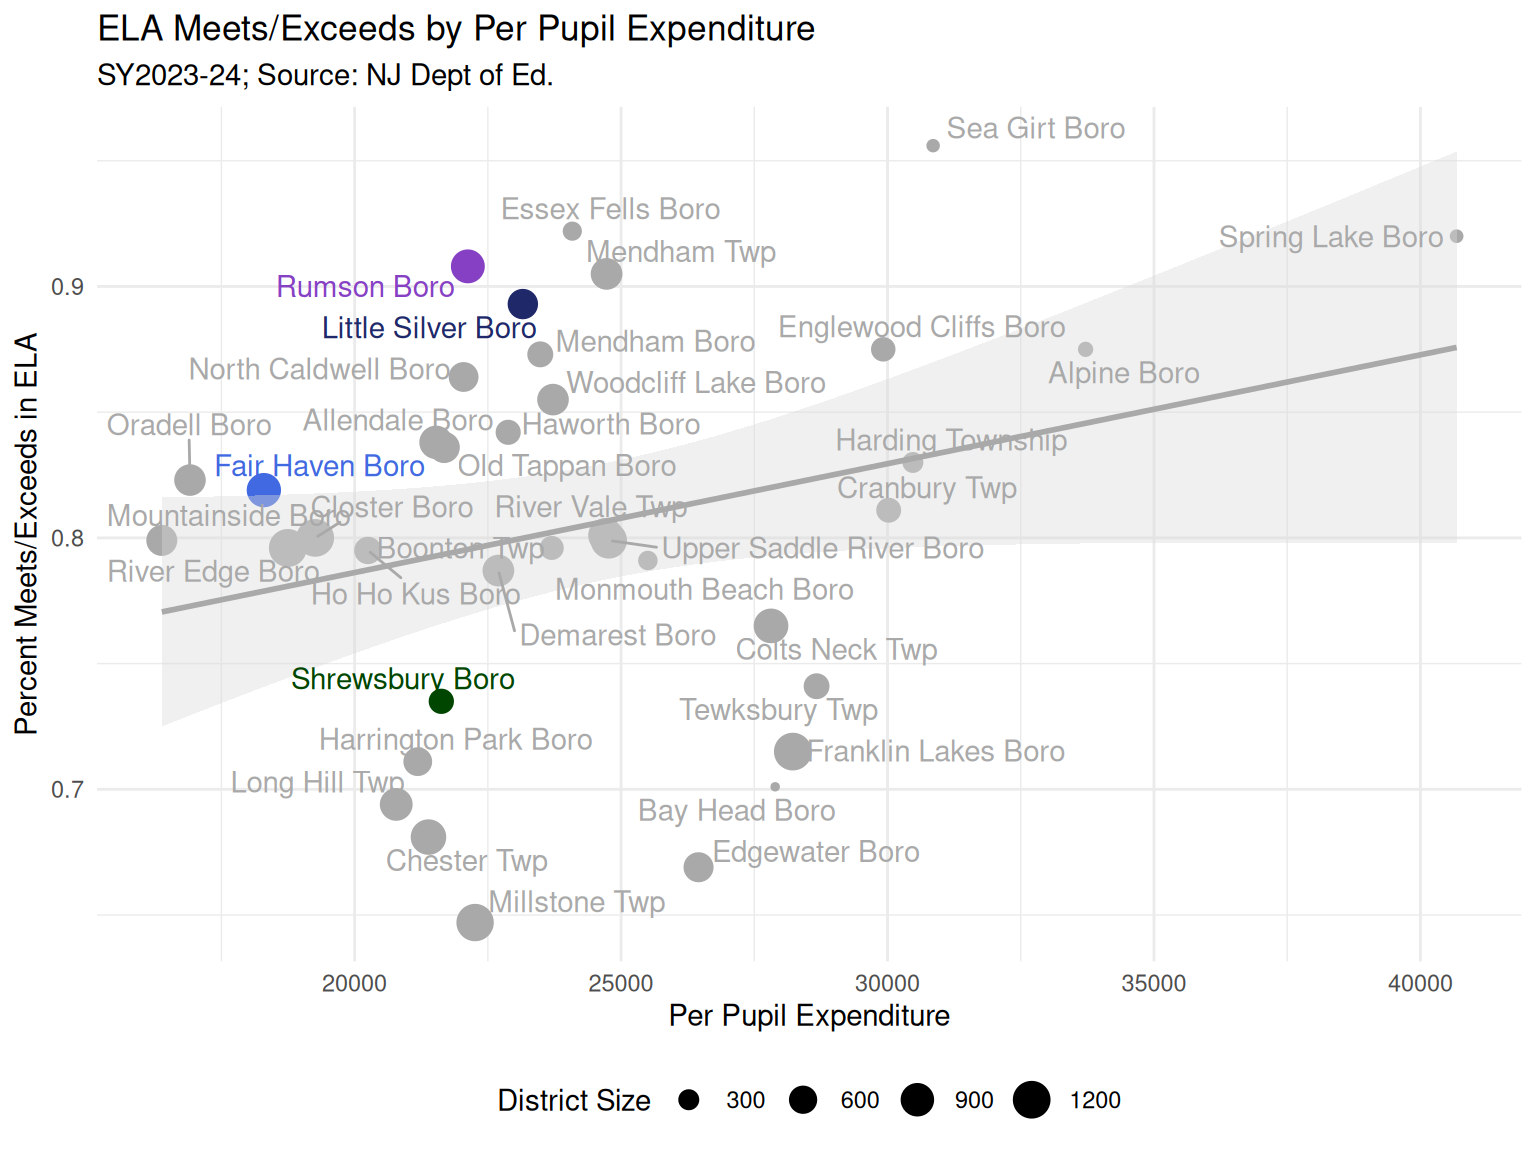 ELA Meets/Exceeds by Per Pupil Expenditure
SY2023-24; Source: NJ Dept of Ed.
Sea Girt Boro
Essex Fells Boro
Mendham Twp
Spring Lake Boro
Rumson Boro
0.9
Little Silver Boro
Englewood Cliffs Boro
Mendham Boro
North Caldwell Boro
Alpine Boro
Woodcliff Lake Boro
Oradell Boro
Allendale Boro
Haworth Boro
Harding Township
Fair Haven Boro
Old Tappan Boro
Cranbury Twp
Mountainside Boro
Closter Boro
River Vale Twp
0.8
Boonton Twp
Upper Saddle River Boro
River Edge Boro
Ho Ho Kus Boro
Monmouth Beach Boro
Demarest Boro
Colts Neck Twp
Shrewsbury Boro
Tewksbury Twp
Harrington Park Boro
Franklin Lakes Boro
Long Hill Twp
0.7
Bay Head Boro
Chester Twp
Edgewater Boro
Millstone Twp
Percent Meets/Exceeds in ELA
20000 25000 30000 35000 40000
Per Pupil Expenditure
District Size 300 600 900 1200